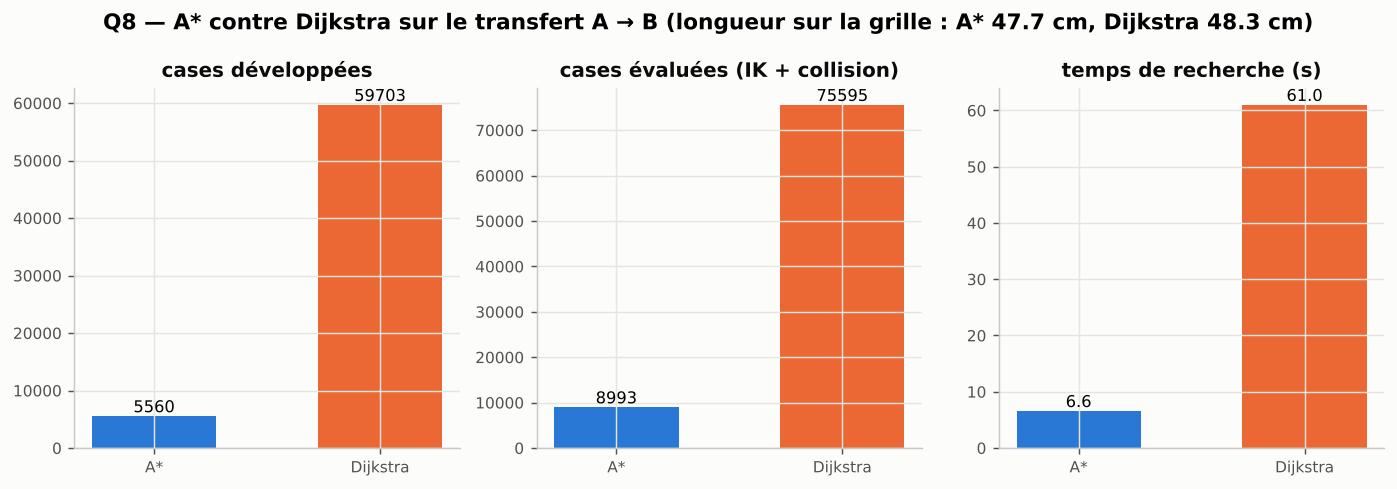 Q8 — A* contre Dijkstra sur le transfert A → B (longueur sur la grille : A* 47.7 cm, Dijkstra 48.3 cm)
cases développées
60000
50000
40000
30000
20000
10000
0
5560
59703
A*
Dijkstra
cases évaluées (IK + collision)
70000
60000
50000
40000
30000
20000
10000
0
8993
75595
A*
Dijkstra
temps de recherche (s)
60
50
40
30
20
10
0
6.6
61.0
A*
Dijkstra